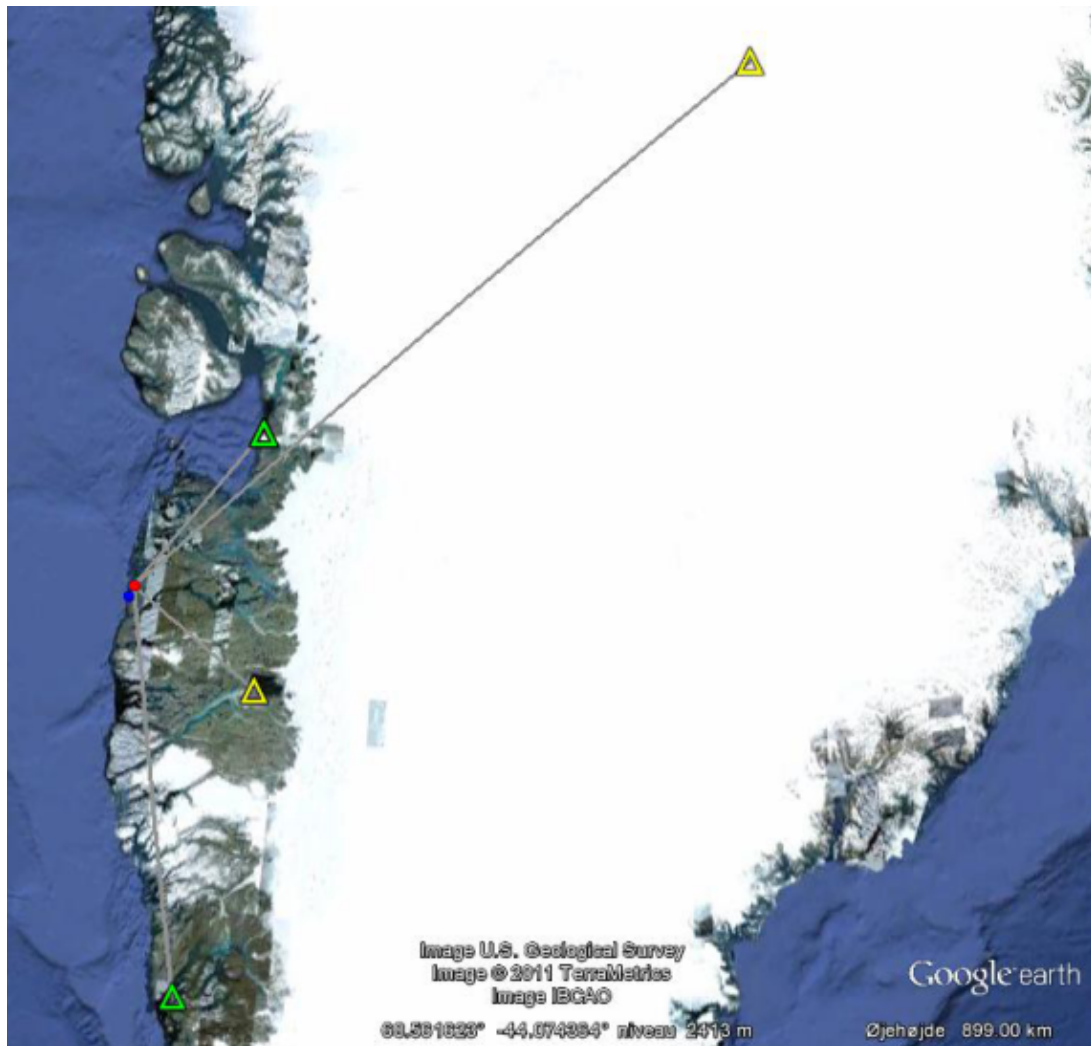 Image U.S. Geological Survey
Image © 2011 TerraMetrics
Image IBCAO
Google earth
68.561623° -44.074364° niveau 2413 m
Øjehøjde 899.00 km